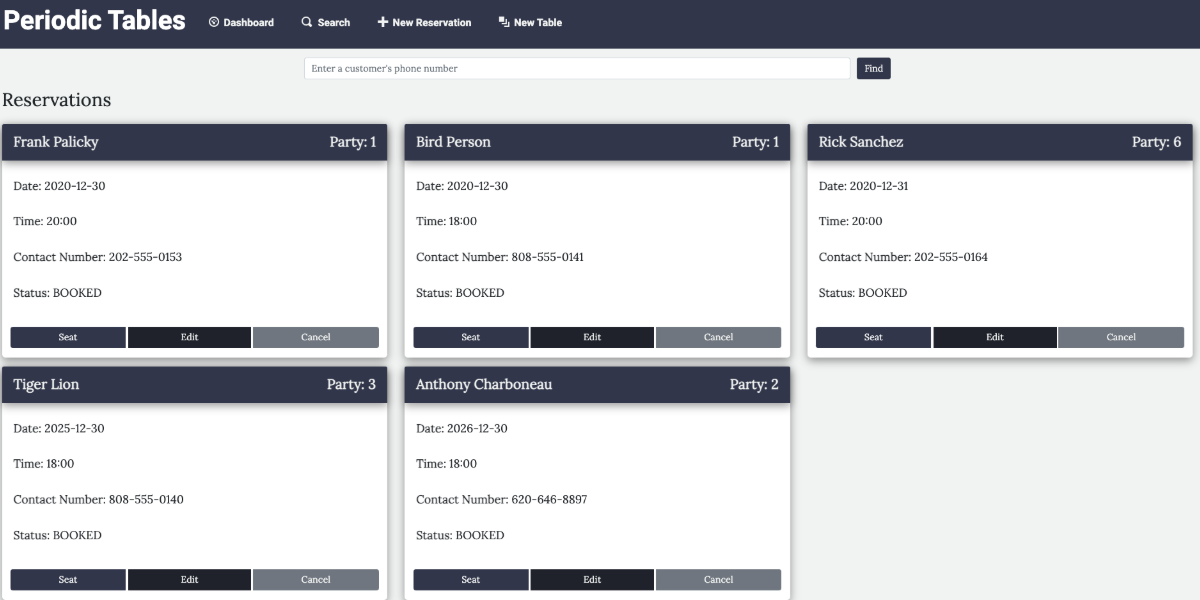 Periodic Tables Dashboard Search New Reservation New Table
Enter a customer's phone number Find
Reservations
Frank Palicky Party: 1
Date: 2020-12-30
Time: 20:00
Contact Number: 202-555-0153
Status: BOOKED
Seat Edit Cancel
Bird Person Party: 1
Date: 2020-12-30
Time: 18:00
Contact Number: 808-555-0141
Status: BOOKED
Seat Edit Cancel
Rick Sanchez Party: 6
Date: 2020-12-31
Time: 20:00
Contact Number: 202-555-0164
Status: BOOKED
Seat Edit Cancel
Tiger Lion Party: 3
Date: 2025-12-30
Time: 18:00
Contact Number: 808-555-0140
Status: BOOKED
Seat Edit Cancel
Anthony Charboneau Party: 2
Date: 2026-12-30
Time: 18:00
Contact Number: 620-646-8897
Status: BOOKED
Seat Edit Cancel